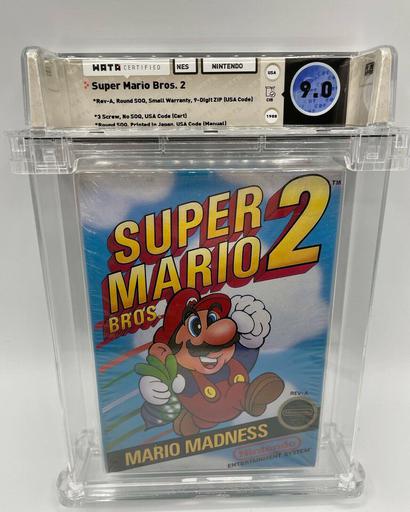 WATA CERTIFIED
NES
NINTENDO
USA
Super Mario Bros. 2
*Rev-A, Round SOQ, Small Warranty, 9-Digit ZIP (USA Code)
CIB
9.0
*3 Screw, No SOQ, USA Code (Cart)
1988
*Round SOQ, Printed in Japan, USA Code (Manual)
SUPER
MARIO 2
BROS.
TM
REV-A
MARIO MADNESS
Nintendo
ENTERTAINMENT SYSTEM